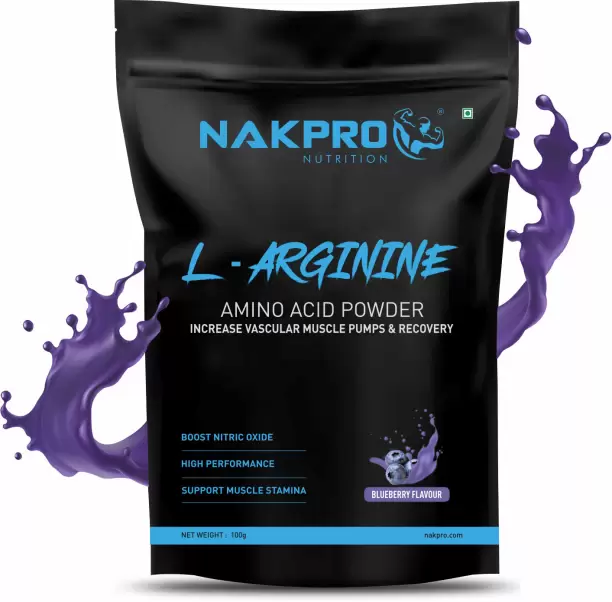 NAKPRO
®
NUTRITION
L - ARGININE
AMINO ACID POWDER
INCREASE VASCULAR MUSCLE PUMPS & RECOVERY
BOOST NITRIC OXIDE
HIGH PERFORMANCE
SUPPORT MUSCLE STAMINA
BLUEBERRY FLAVOUR
NET WEIGHT : 100g
nakpro.com